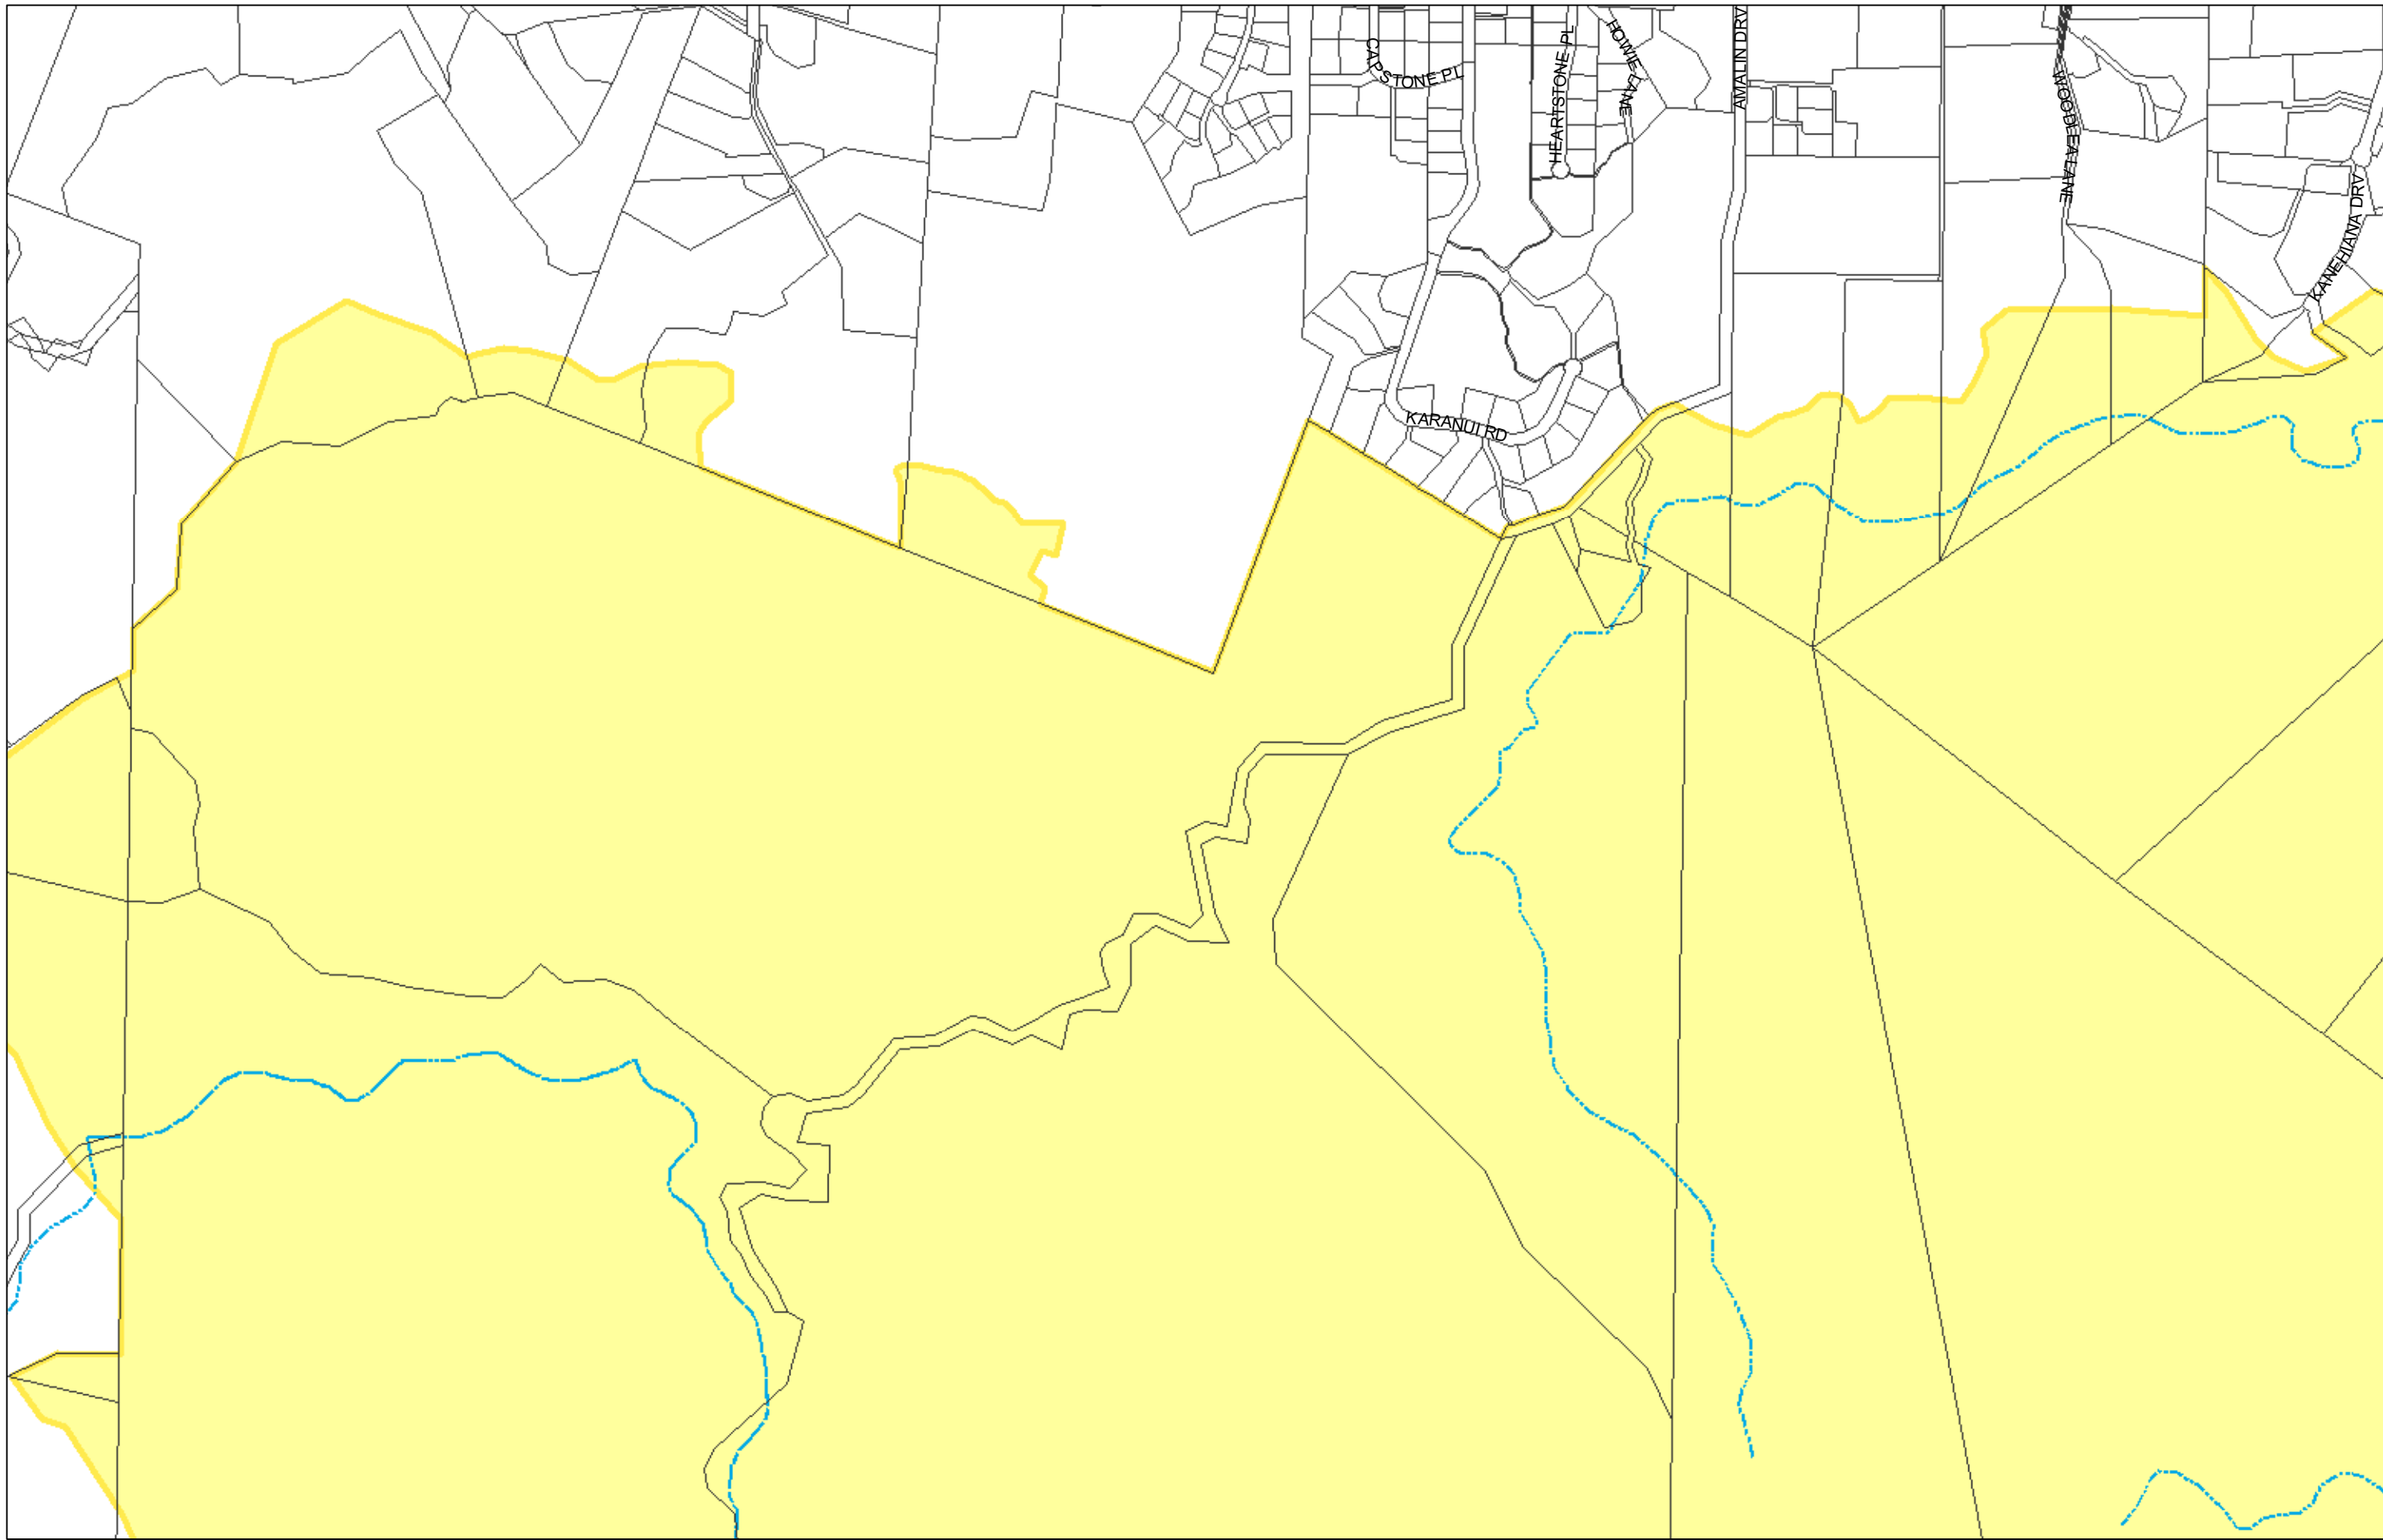 CAPSTONE PL
HEARTSTONE PL
HOWIE LANE
AMALIN DRV
WOODLEA LANE
KANEHIANA DRV
KARANUI RD